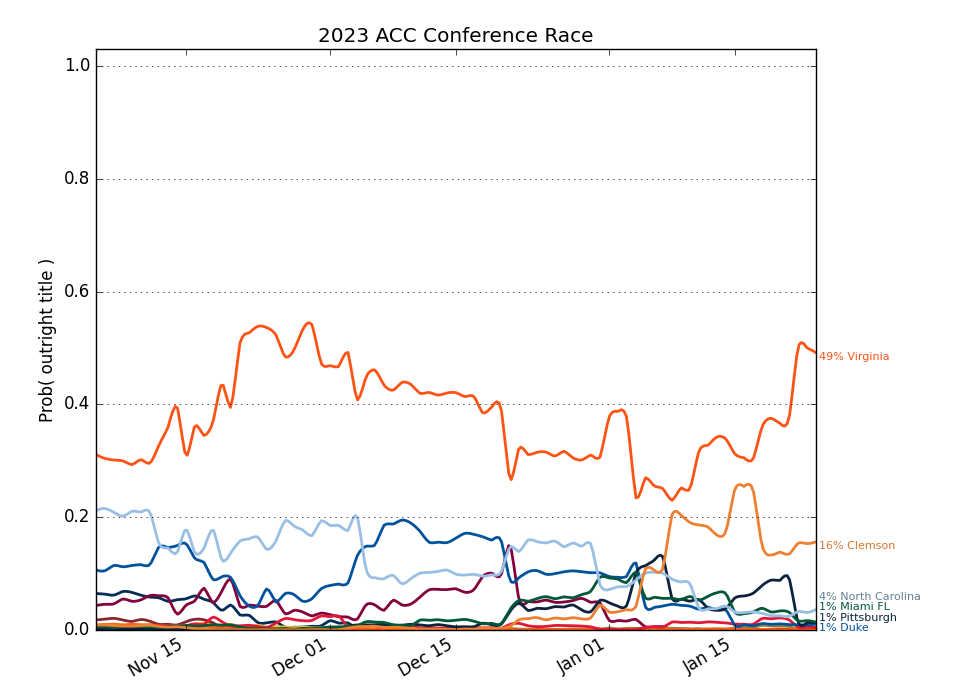 2023 ACC Conference Race
Prob( outright title )
1.0
0.8
0.6
0.4
0.2
0.0
49% Virginia
16% Clemson
4% North Carolina
1% Miami FL
1% Pittsburgh
1% Duke
Nov 15
Dec 01
Dec 15
Jan 01
Jan 15